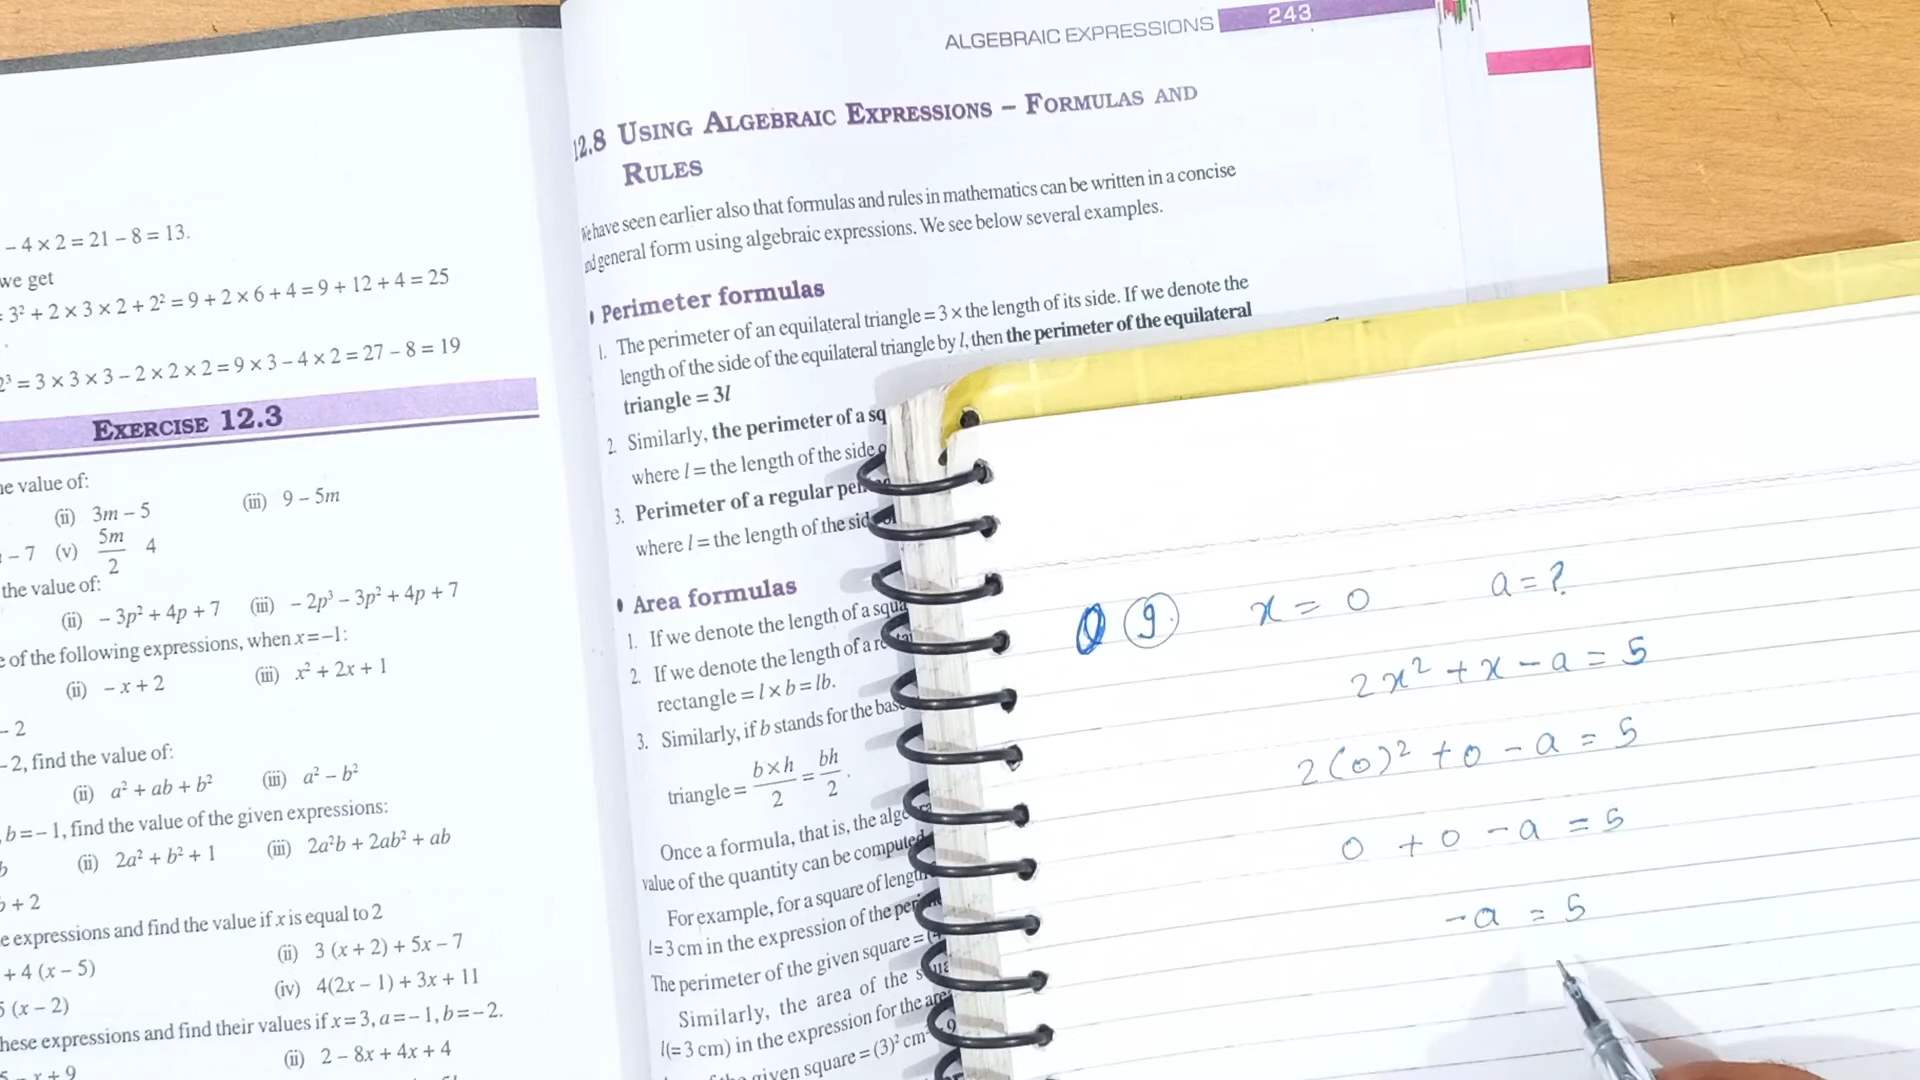 – 4 × 2 = 21 – 8 = 13.
we get
3² + 2 × 3 × 2 + 2² = 9 + 2 × 6 + 4 = 9 + 12 + 4 = 25
2³ = 3 × 3 × 3 – 2 × 2 × 2 = 9 × 3 – 4 × 2 = 27 – 8 = 19
EXERCISE 12.3
value of:
(ii) 3m – 5 (iii) 9 – 5m
– 7 (v) 5m/2 4
the value of:
(ii) – 3p² + 4p + 7 (iii) – 2p³ – 3p² + 4p + 7
of the following expressions, when x = –1:
(ii) – x + 2 (iii) x² + 2x + 1
– 2
– 2, find the value of:
(ii) a² + ab + b² (iii) a² – b²
, b = – 1, find the value of the given expressions:
(ii) 2a² + b² + 1 (iii) 2a²b + 2ab² + ab
+ 2
expressions and find the value if x is equal to 2
(ii) 3 (x + 2) + 5x – 7
+ 4 (x – 5)
(iv) 4(2x – 1) + 3x + 11
5 (x – 2)
these expressions and find their values if x = 3, a = – 1, b = – 2.
(ii) 2 – 8x + 4x + 4
– x + 9
ALGEBRAIC EXPRESSIONS 243
12.8 USING ALGEBRAIC EXPRESSIONS – FORMULAS AND
RULES
We have seen earlier also that formulas and rules in mathematics can be written in a concise
and general form using algebraic expressions. We see below several examples.
Perimeter formulas
1. The perimeter of an equilateral triangle = 3 × the length of its side. If we denote the
length of the side of the equilateral triangle by l, then the perimeter of the equilateral
triangle = 3l
2. Similarly, the perimeter of a sq
where l = the length of the side
3. Perimeter of a regular pen
where l = the length of the sid
Area formulas
1. If we denote the length of a squa
2. If we denote the length of a
rectangle = l × b = lb.
3. Similarly, if b stands for the bas
triangle = b × h/2 = bh/2 .
Once a formula, that is, the alge
value of the quantity can be computed
For example, for a square of length
l = 3 cm in the expression of the per
The perimeter of the given square = (
Similarly, the area of the squa
l (= 3 cm) in the expression for the are
given square = (3)² cm² 9
Q 9. x = 0 a = ?
2x² + x – a = 5
2(0)² + 0 – a = 5
0 + 0 – a = 5
– a = 5